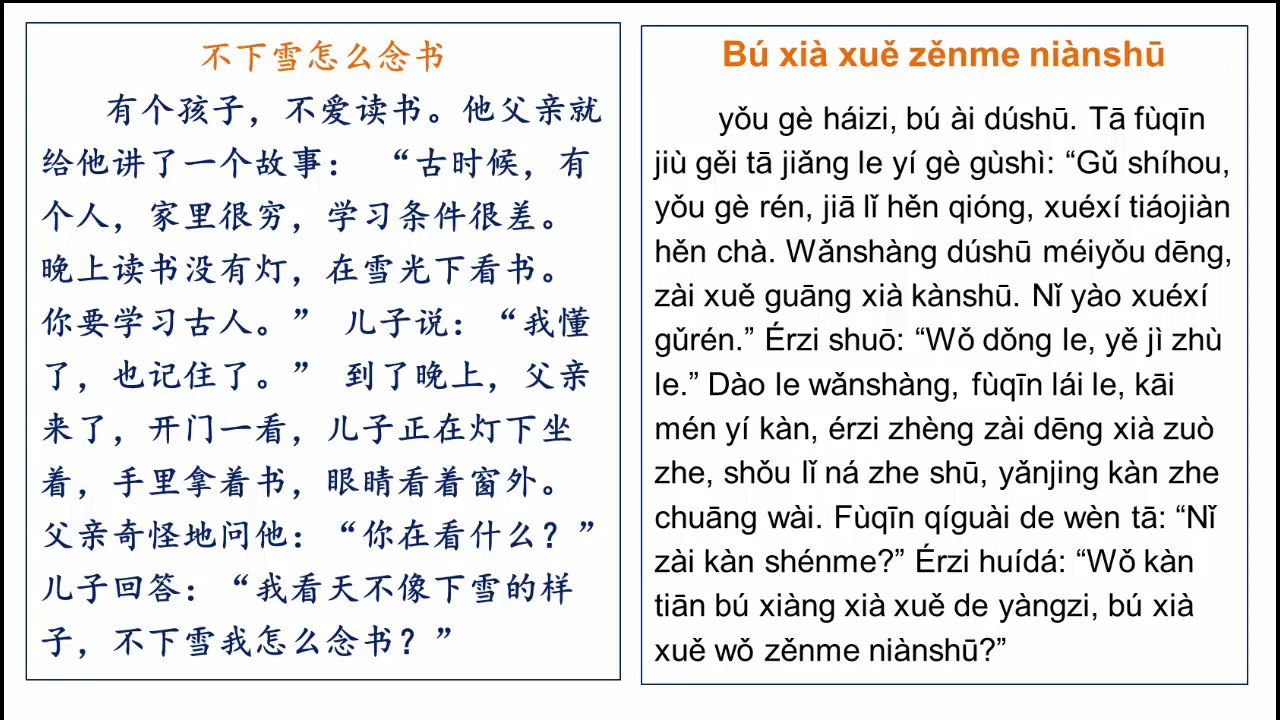 不下雪怎么念书
有个孩子，不爱读书。他父亲就
给他讲了一个故事： “古时候，有
个人，家里很穷，学习条件很差。
晚上读书没有灯，在雪光下看书。
你要学习古人。” 儿子说：“我懂
了，也记住了。” 到了晚上，父亲
来了，开门一看，儿子正在灯下坐
着，手里拿着书，眼睛看着窗外。
父亲奇怪地问他：“你在看什么？”
儿子回答：“我看天不像下雪的样
子，不下雪我怎么念书？”
Bú xià xuě zěnme niànshū
yǒu gè háizi, bú ài dúshū. Tā fùqīn
jiù gěi tā jiǎng le yí gè gùshì: “Gǔ shíhou,
yǒu gè rén, jiā lǐ hěn qióng, xuéxí tiáojiàn
hěn chà. Wǎnshàng dúshū méiyǒu dēng,
zài xuě guāng xià kànshū. Nǐ yào xuéxí
gǔrén.” Érzi shuō: “Wǒ dǒng le, yě jì zhù
le.” Dào le wǎnshàng, fùqīn lái le, kāi
mén yí kàn, érzi zhèng zài dēng xià zuò
zhe, shǒu lǐ ná zhe shū, yǎnjing kàn zhe
chuāng wài. Fùqīn qíguài de wèn tā: “Nǐ
zài kàn shénme?” Érzi huídá: “Wǒ kàn
tiān bú xiàng xià xuě de yàngzi, bú xià
xuě wǒ zěnme niànshū?”